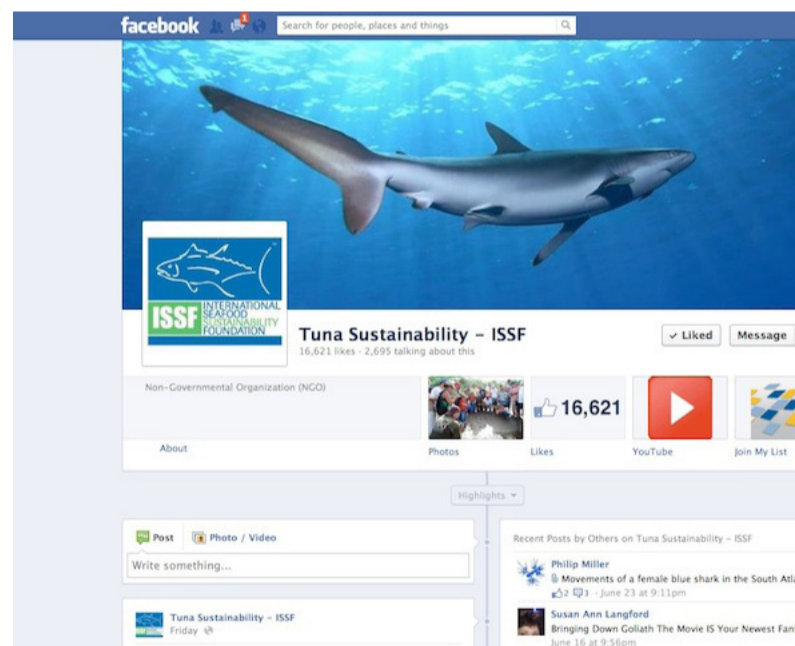 facebook
1
Search for people, places and things
ISSF
INTERNATIONAL
SEAFOOD
SUSTAINABILITY
FOUNDATION
Tuna Sustainability – ISSF
16,621 likes · 2,695 talking about this
✓ Liked
Message
Non-Governmental Organization (NGO)
About
Photos
16,621
Likes
YouTube
Join My List
Highlights
Post
Photo / Video
Write something...
Tuna Sustainability – ISSF
Friday
Recent Posts by Others on Tuna Sustainability – ISSF
Philip Miller
Movements of a female blue shark in the South Atla
2 3 · June 23 at 9:11pm
Susan Ann Langford
Bringing Down Goliath The Movie IS Your Newest Fan
June 16 at 9:56pm